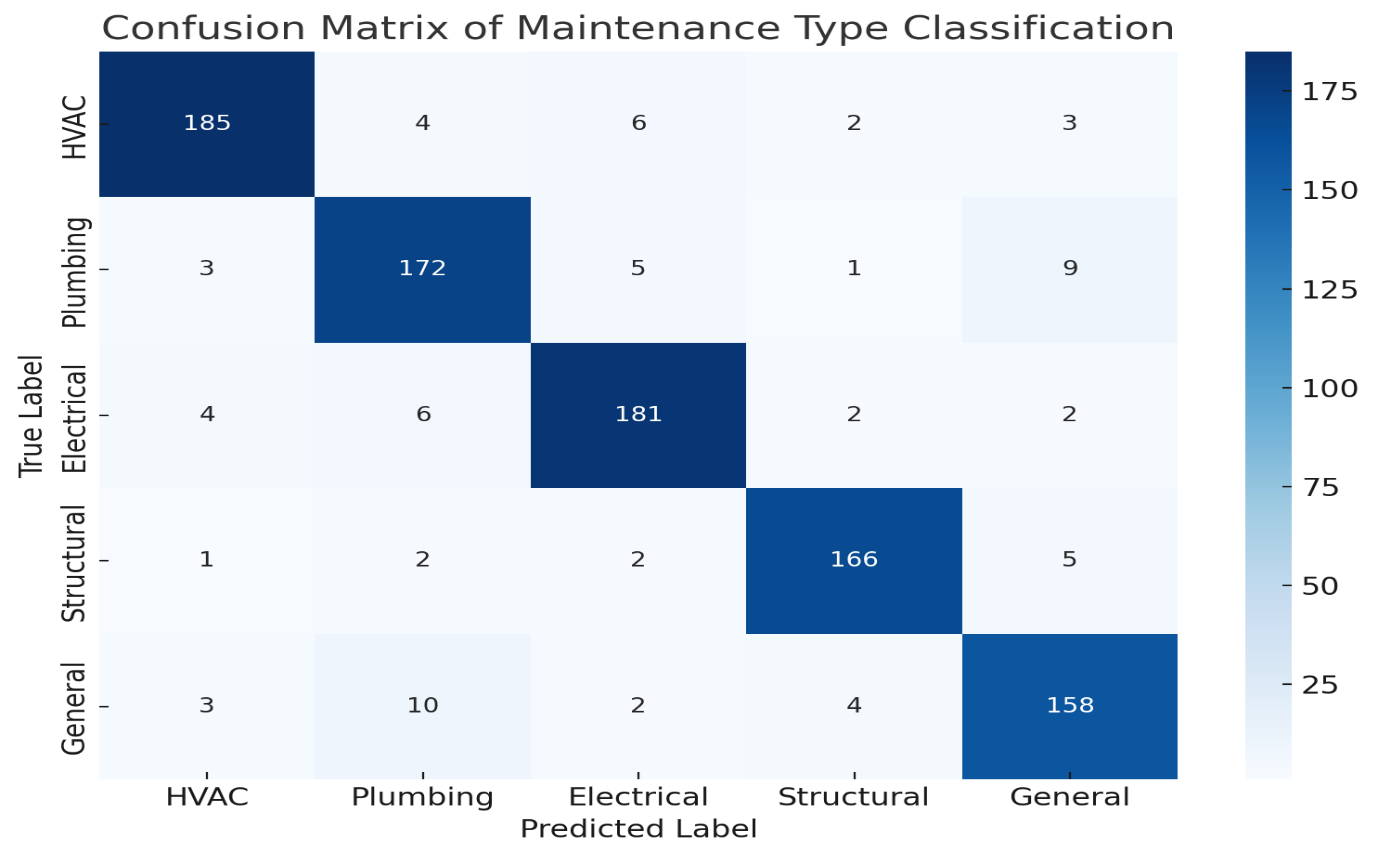 Confusion Matrix of Maintenance Type Classification
True Label
HVAC 185 4 6 2 3
Plumbing 3 172 5 1 9
Electrical 4 6 181 2 2
Structural 1 2 2 166 5
General 3 10 2 4 158
HVAC Plumbing Electrical Structural General
Predicted Label
175
150
125
100
75
50
25